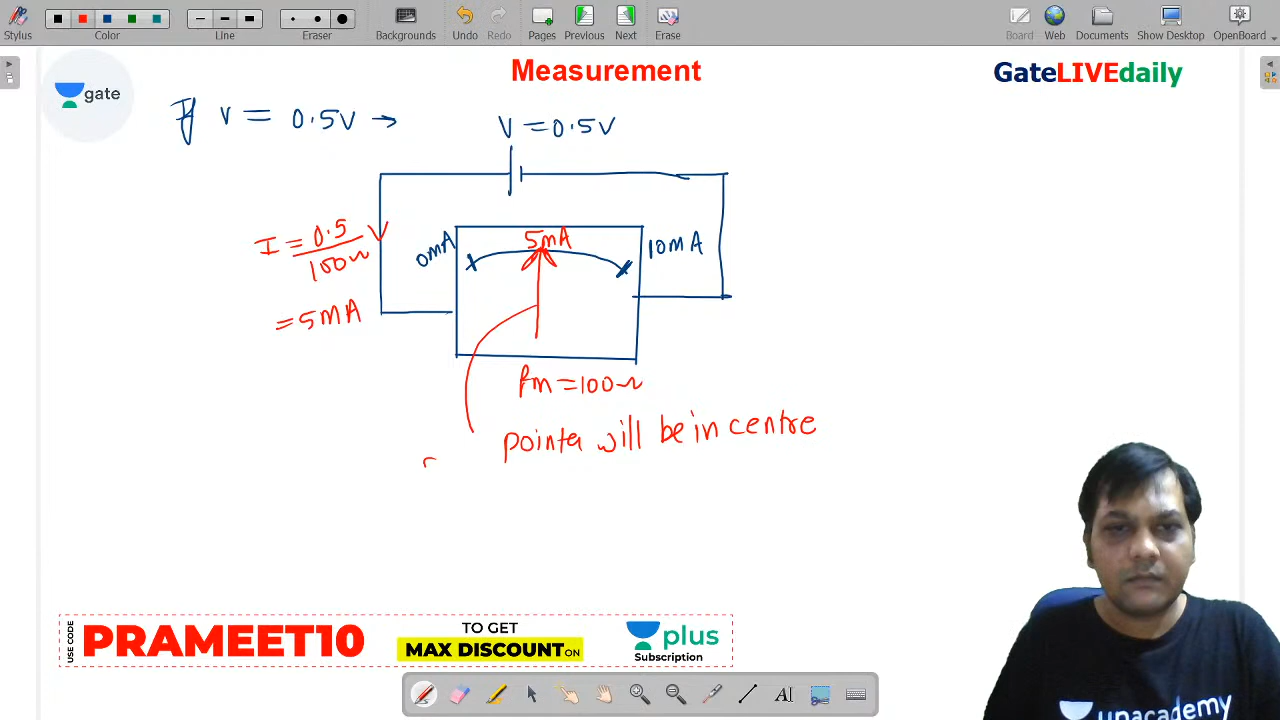 Stylus
Color
Line
Eraser
Backgrounds
Undo
Redo
Pages
Previous
Next
Erase
Board
Web
Documents
Show Desktop
OpenBoard
gate
Measurement
GateLIVEdaily
If V = 0.5V →
V = 0.5V
I = 0.5 V
100Ω
= 5mA
0mA
5mA
10mA
Rm = 100Ω
pointer will be in centre
USE CODE
PRAMEET10
TO GET
MAX DISCOUNT ON
plus
Subscription
unacademy